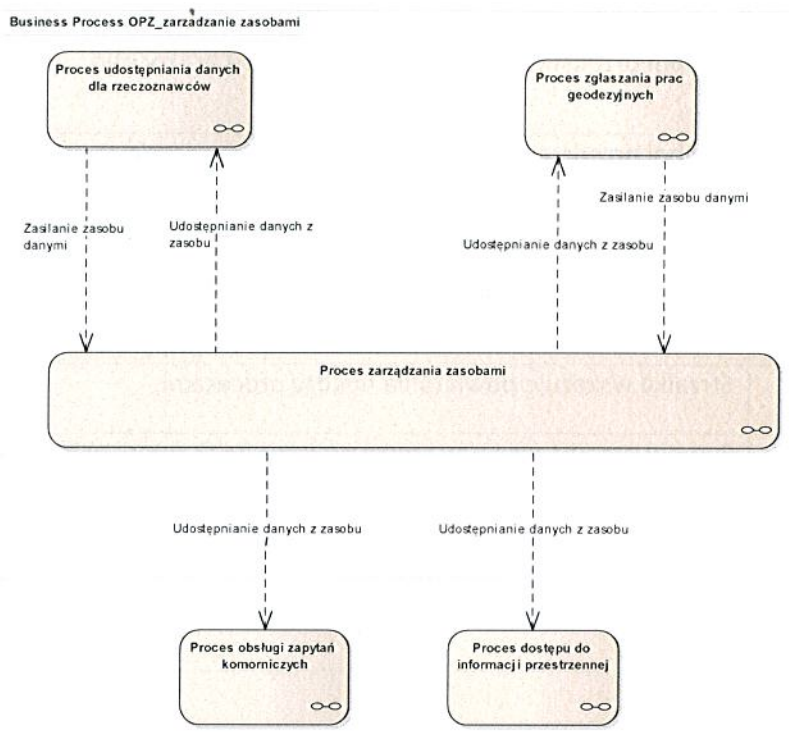 Business Process OPZ_zarządzanie zasobami
Proces udostępniania danych
dla rzeczoznawców
Proces zgłaszania prac
geodezyjnych
Zasilanie zasobu
danymi
Udostępnianie danych z
zasobu
Zasilanie zasobu danymi
Udostępnianie danych z zasobu
Proces zarządzania zasobami
Udostępnianie danych z zasobu
Udostępnianie danych z zasobu
Proces obsługi zapytań
komorniczych
Proces dostępu do
informacji przestrzennej